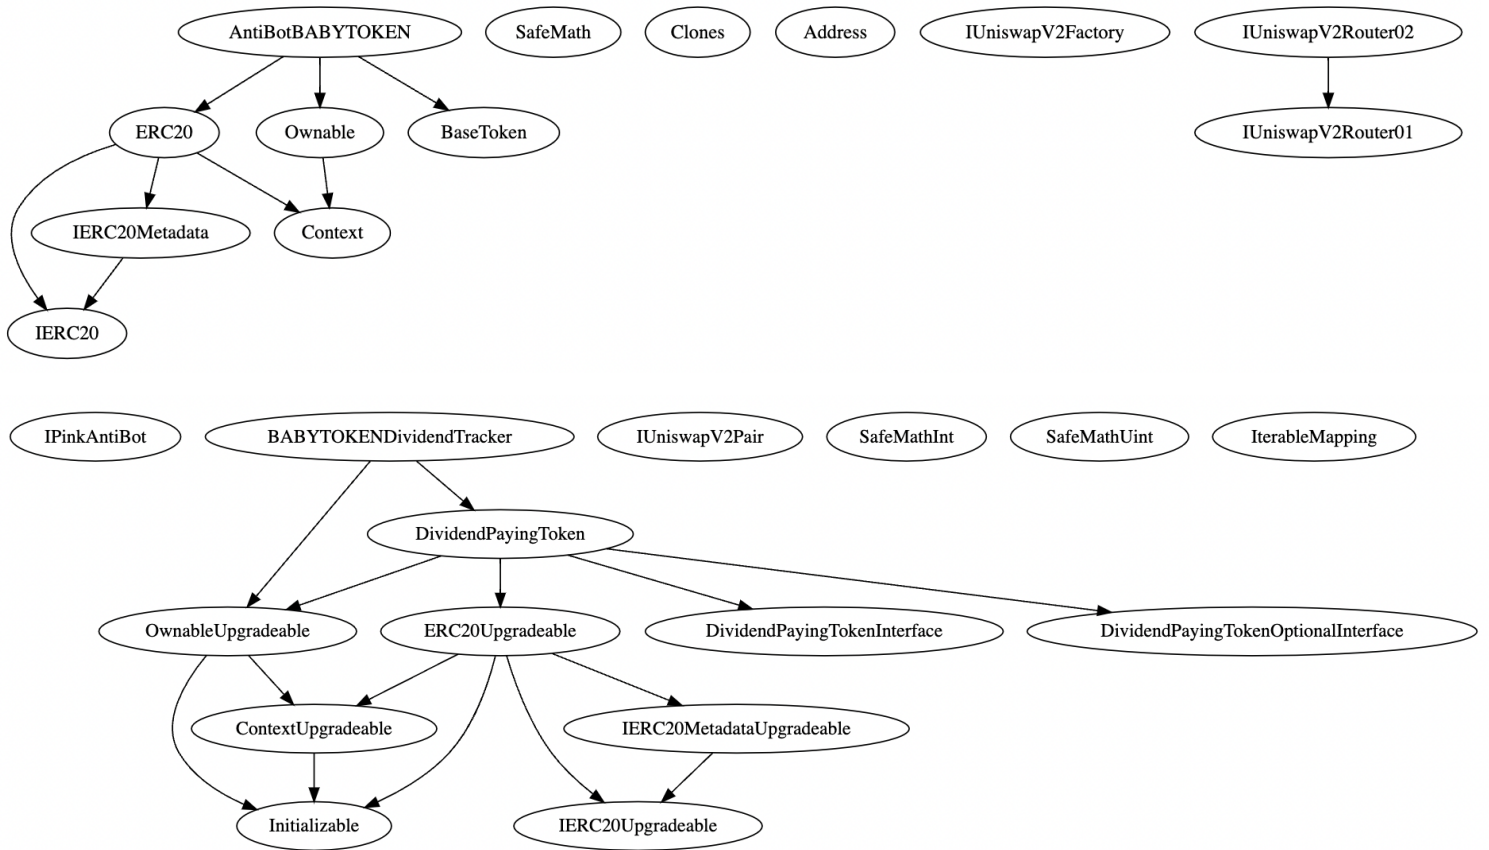 AntiBotBABYTOKEN
SafeMath
Clones
Address
IUniswapV2Factory
IUniswapV2Router02
ERC20
Ownable
BaseToken
IUniswapV2Router01
IERC20Metadata
Context
IERC20
IPinkAntiBot
BABYTOKENDividendTracker
IUniswapV2Pair
SafeMathInt
SafeMathUint
IterableMapping
DividendPayingToken
OwnableUpgradeable
ERC20Upgradeable
DividendPayingTokenInterface
DividendPayingTokenOptionalInterface
ContextUpgradeable
IERC20MetadataUpgradeable
Initializable
IERC20Upgradeable